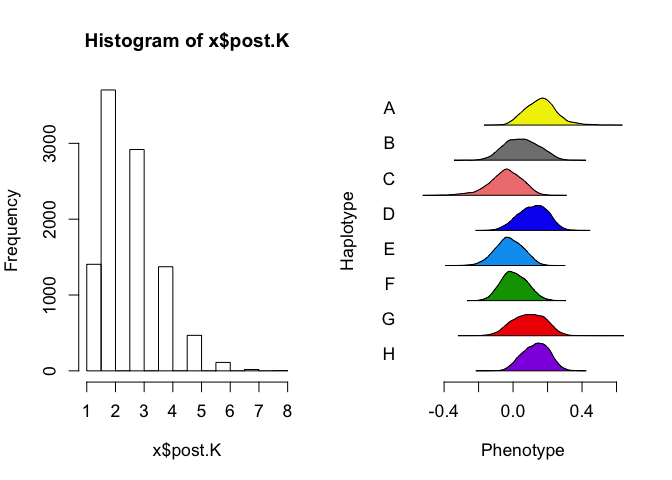 Histogram of x$post.K
Frequency
0
1000
2000
3000
1 2 3 4 5 6 7 8
x$post.K
Haplotype
A
B
C
D
E
F
G
H
-0.4 0.0 0.4
Phenotype